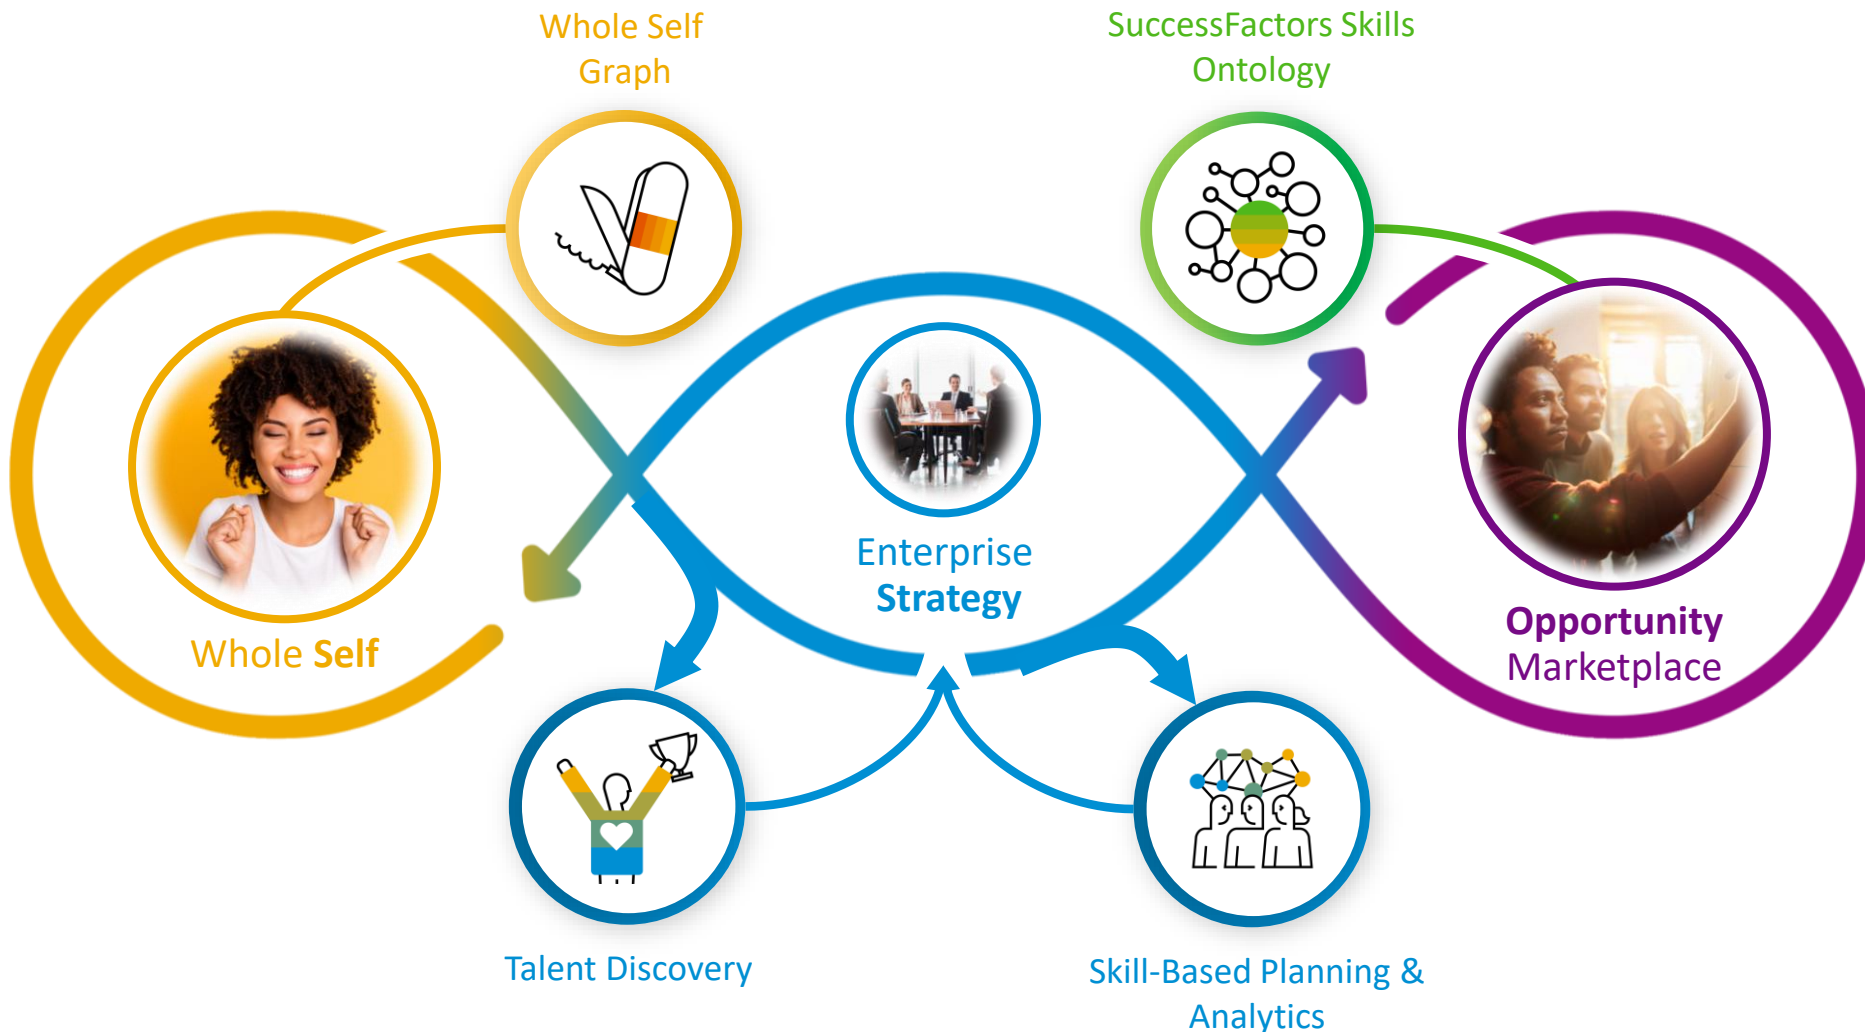 Whole Self
Graph
SuccessFactors Skills
Ontology
Enterprise
Strategy
Whole Self
Opportunity
Marketplace
Talent Discovery
Skill-Based Planning &
Analytics